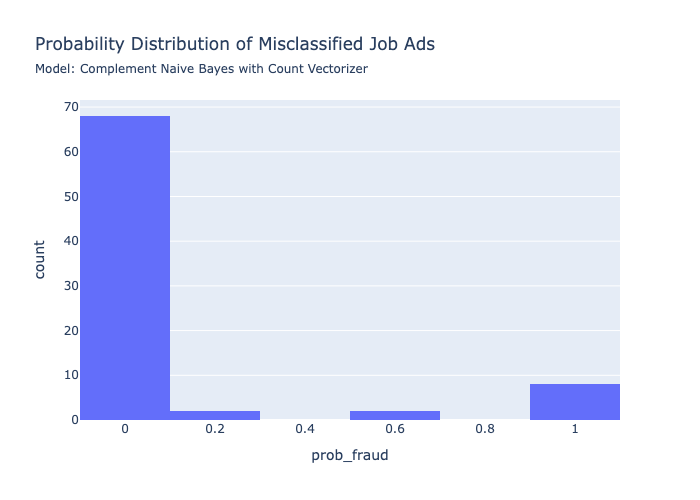 Probability Distribution of Misclassified Job Ads
Model: Complement Naive Bayes with Count Vectorizer
70
60
50
40
30
20
10
0
count
0 0.2 0.4 0.6 0.8 1
prob_fraud